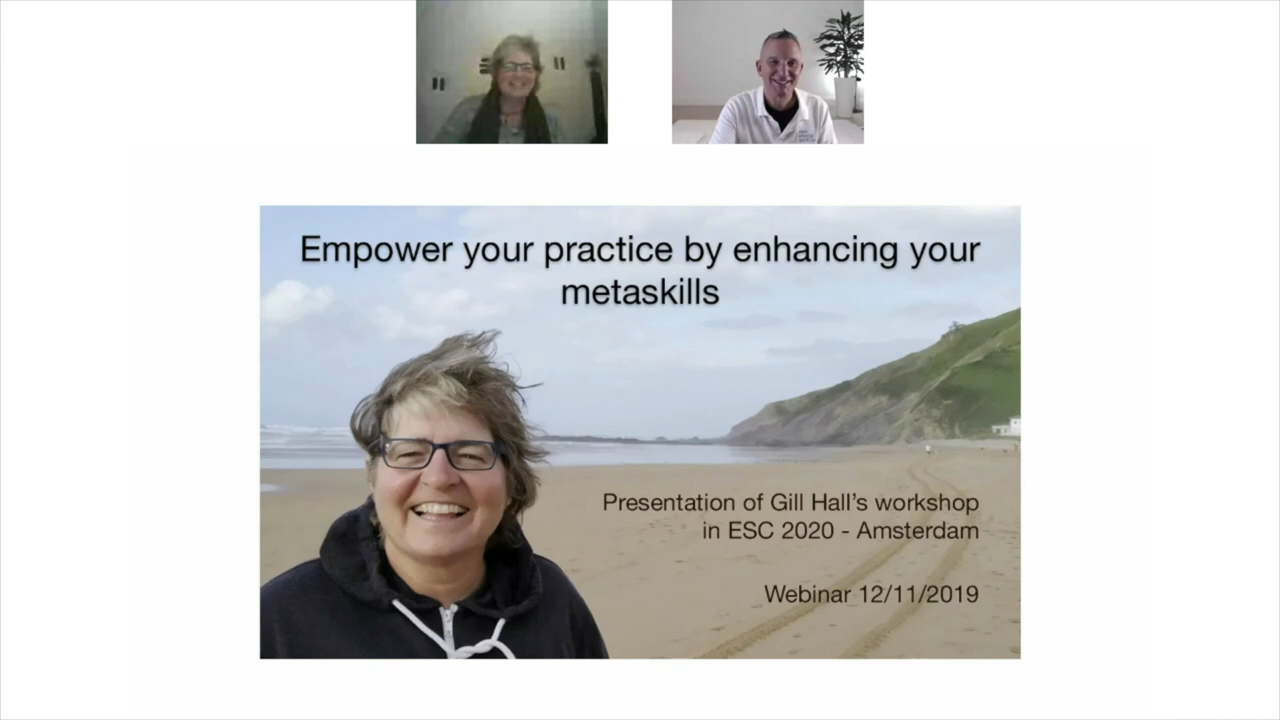 Empower your practice by enhancing your
metaskills
Presentation of Gill Hall's workshop
in ESC 2020 - Amsterdam
Webinar 12/11/2019